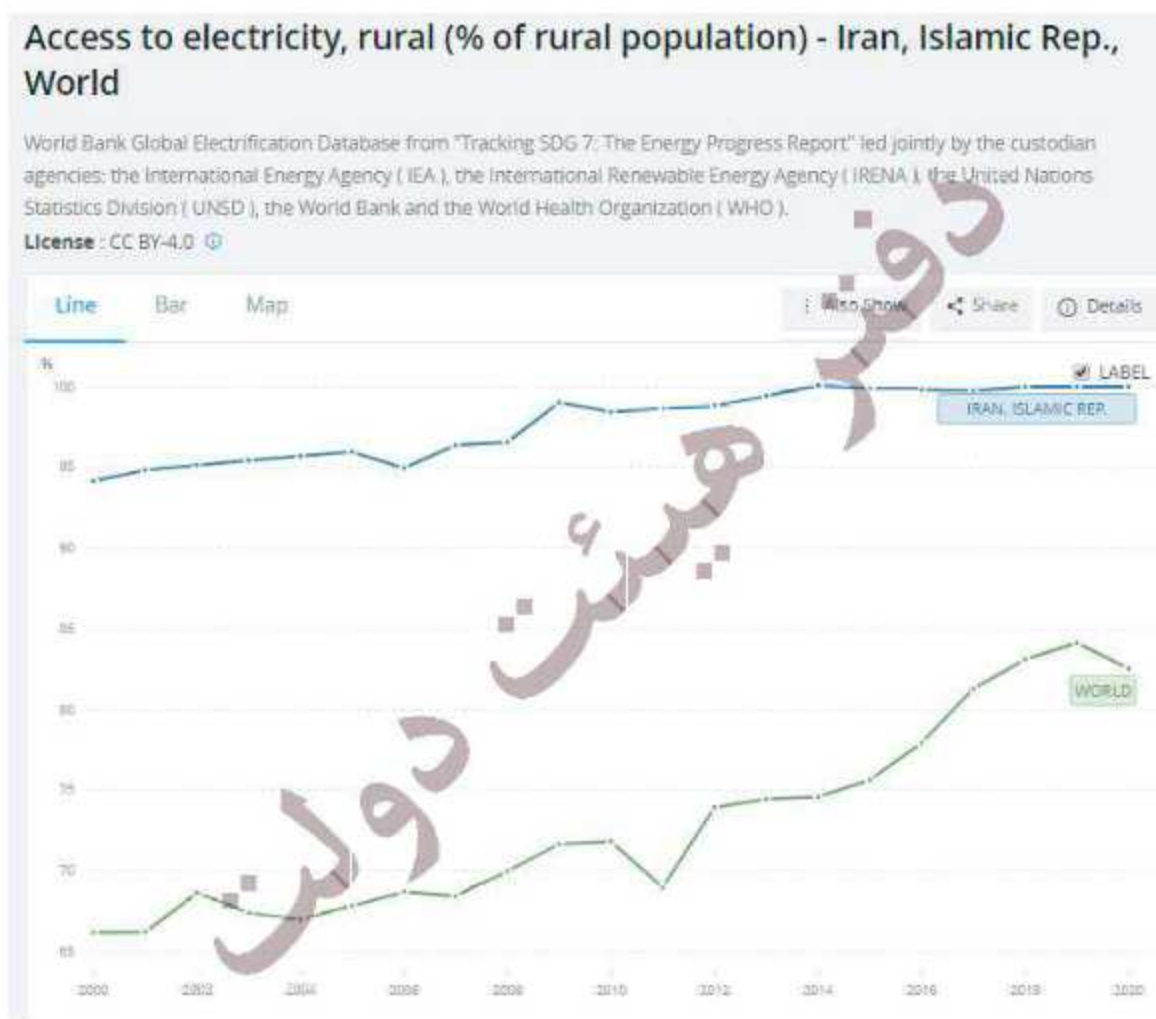 Access to electricity, rural (% of rural population) - Iran, Islamic Rep.,
World
World Bank Global Electrification Database from "Tracking SDG 7: The Energy Progress Report" led jointly by the custodian
agencies: the International Energy Agency ( IEA ), the International Renewable Energy Agency ( IRENA ), the United Nations
Statistics Division ( UNSD ), the World Bank and the World Health Organization ( WHO ).
License : CC BY-4.0
Line Bar Map Also Show Share Details
%
LABEL
100
IRAN, ISLAMIC REP.
95
90
85
80
WORLD
75
70
65
2000 2002 2004 2006 2008 2010 2012 2014 2016 2018 2020
دفتر هیئت دولت